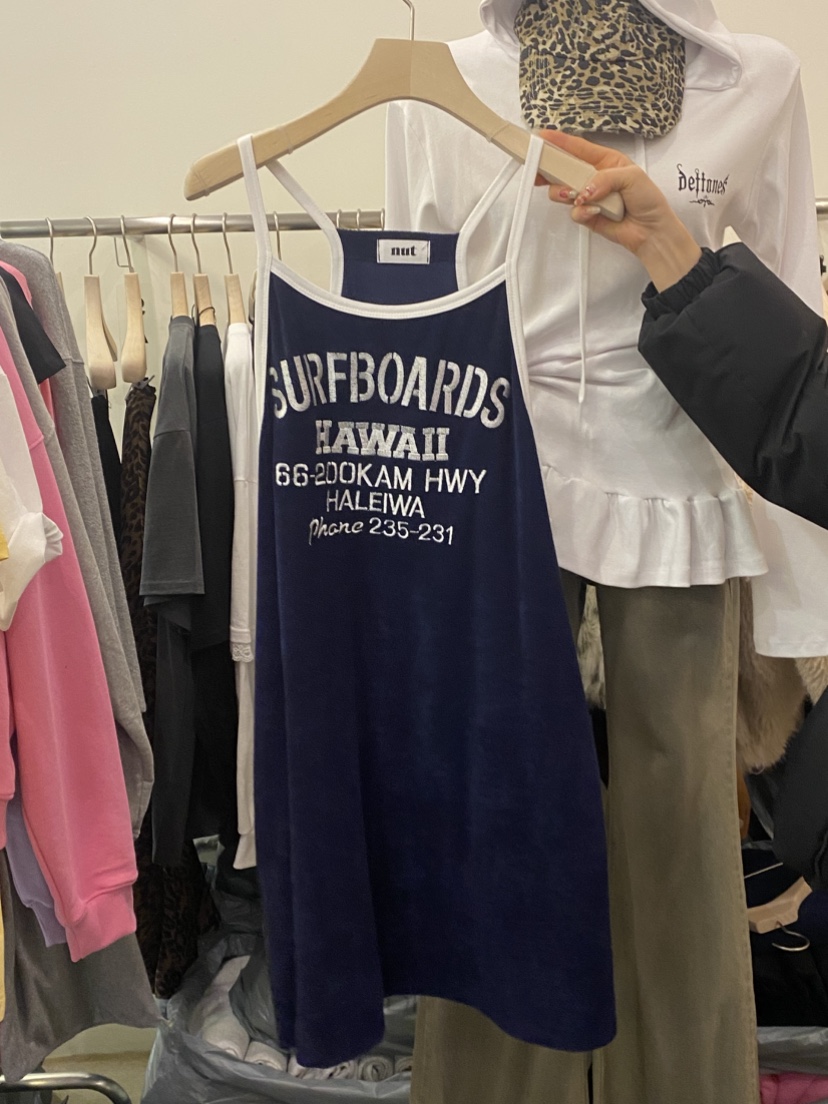 nut
deftones
SURFBOARDS
HAWAII
66-200KAM HWY
HALEIWA
Phone 235-231